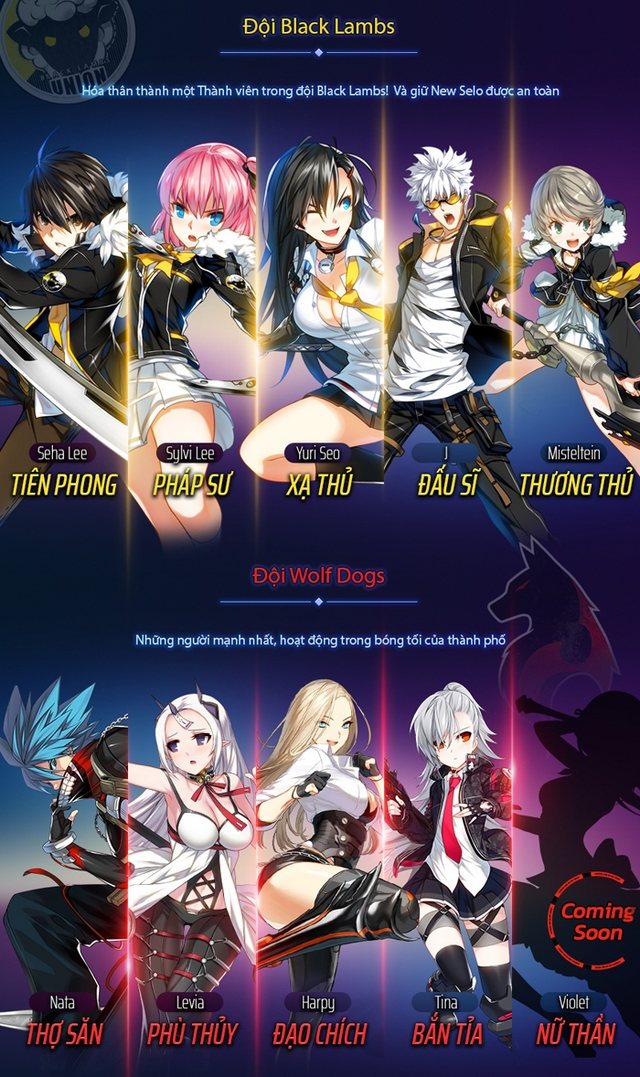 UNION
Đội Black Lambs
Hóa thân thành một Thành viên trong đội Black Lambs! Và giữ New Selo được an toàn
Seha Lee
TIÊN PHONG
Sylvi Lee
PHÁP SƯ
Yuri Seo
XẠ THỦ
J
ĐẤU SĨ
Misteltein
THƯƠNG THỦ
Đội Wolf Dogs
Những người mạnh nhất, hoạt động trong bóng tối của thành phố
Coming
Soon
Nata
THỢ SĂN
Levia
PHÙ THỦY
Harpy
ĐẠO CHÍCH
Tina
BẮN TỈA
Violet
NỮ THẦN